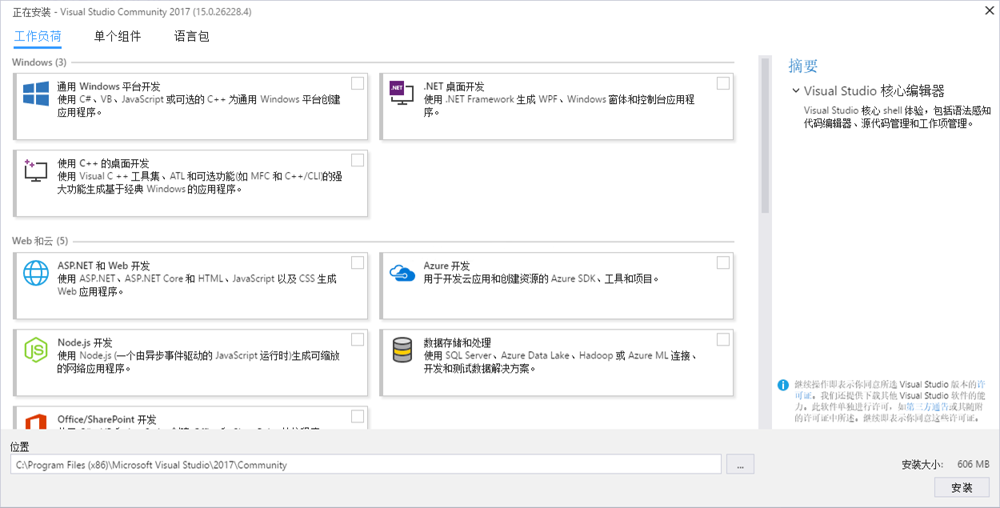 正在安装 - Visual Studio Community 2017 (15.0.26228.4)
工作负荷 单个组件 语言包
Windows (3)
通用 Windows 平台开发
使用 C#、VB、JavaScript 或可选的 C++ 为通用 Windows 平台创建
应用程序。
.NET
.NET 桌面开发
使用 .NET Framework 生成 WPF、Windows 窗体和控制台应用程
序。
使用 C++ 的桌面开发
使用 Visual C ++ 工具集、ATL 和可选功能(如 MFC 和 C++/CLI)的强
大功能生成基于经典 Windows 的应用程序。
Web 和云 (5)
ASP.NET 和 Web 开发
使用 ASP.NET、ASP.NET Core 和 HTML、JavaScript 以及 CSS 生成
Web 应用程序。
Azure 开发
用于开发云应用和创建资源的 Azure SDK、工具和项目。
JS
Node.js 开发
使用 Node.js (一个由异步事件驱动的 JavaScript 运行时)生成可缩放
的网络应用程序。
数据存储和处理
使用 SQL Server、Azure Data Lake、Hadoop 或 Azure ML 连接、
开发和测试数据解决方案。
Office/SharePoint 开发
摘要
Visual Studio 核心编辑器
Visual Studio 核心 shell 体验，包括语法感知
代码编辑器、源代码管理和工作项管理。
继续操作即表示你同意所选 Visual Studio 版本的许
可证。我们还提供下载其他 Visual Studio 软件的能
力。此软件单独进行许可，如第三方通告或其随附
的许可证中所述。继续即表示你同意这些许可证。
位置
C:\Program Files (x86)\Microsoft Visual Studio\2017\Community
...
安装大小: 606 MB
安装